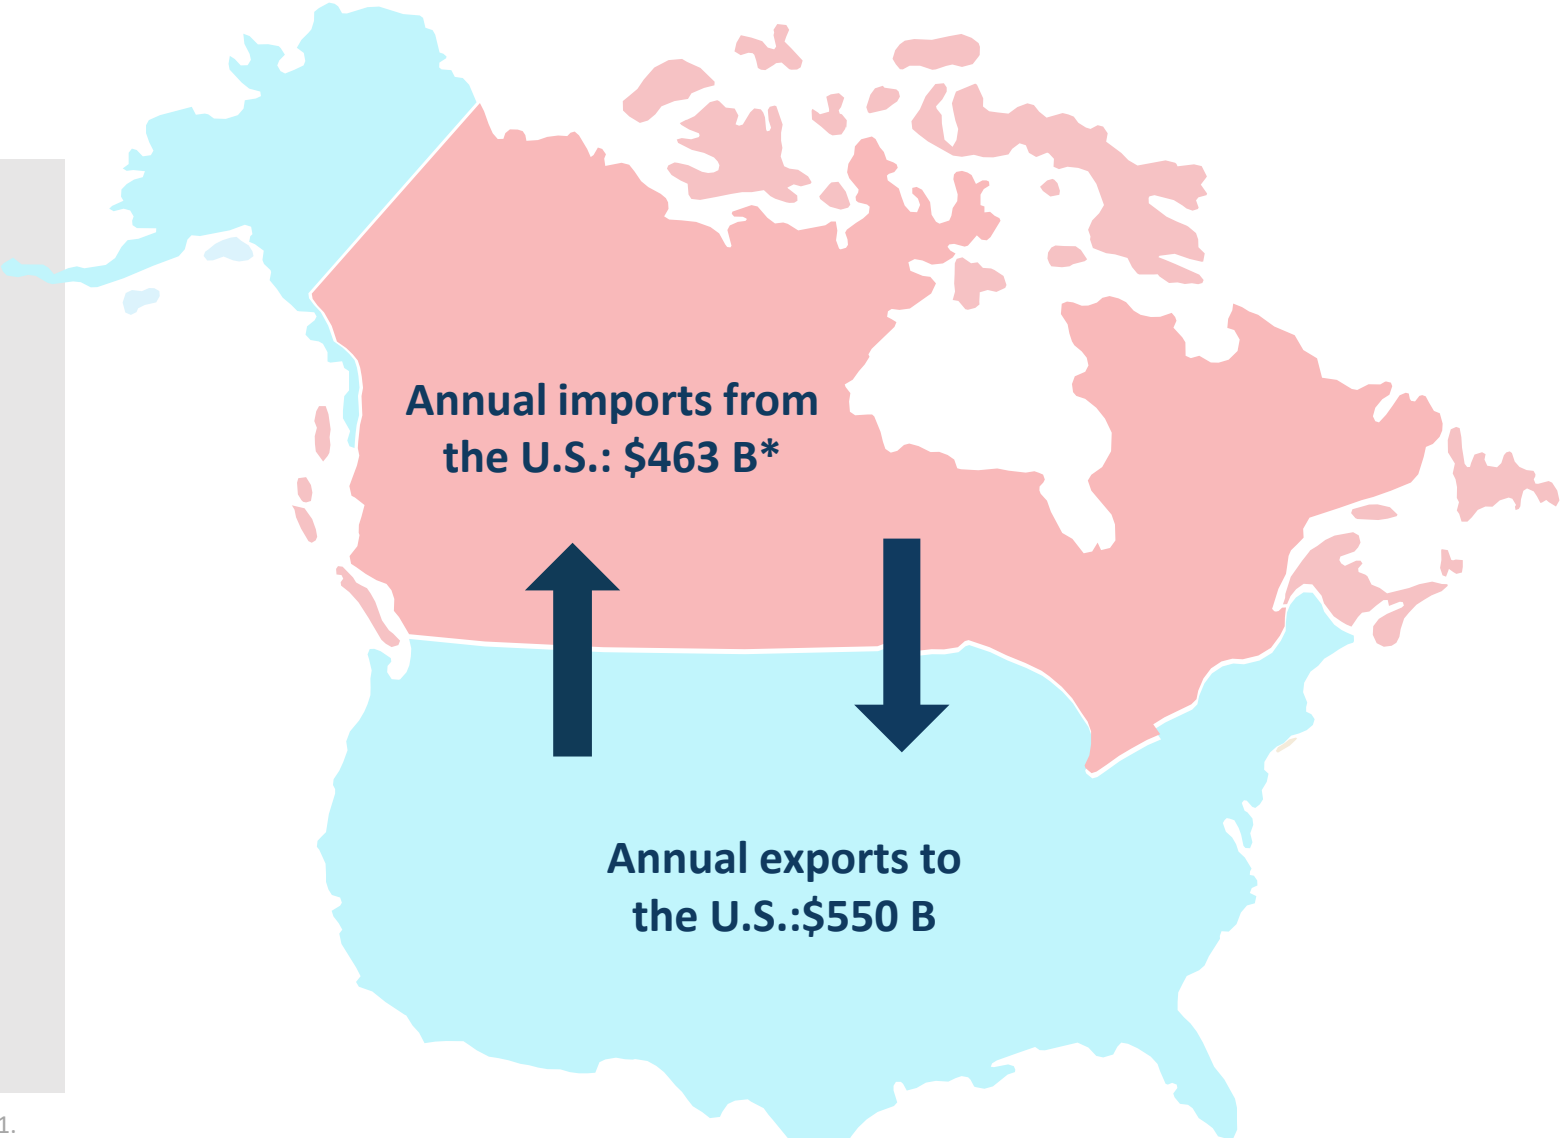 Annual imports from
the U.S.: $463 B*
Annual exports to
the U.S.:$550 B
1.